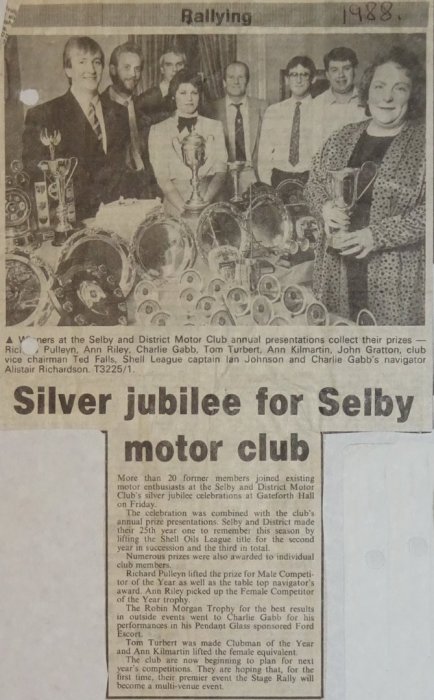 Rallying
1988.
▲ W ners at the Selby and District Motor Club annual presentations collect their prizes —
Ric Pulleyn, Ann Riley, Charlie Gabb, Tom Turbert, Ann Kilmartin, John Gratton, club
vice chairman Ted Falls, Shell League captain Ian Johnson and Charlie Gabb's navigator
Alistair Richardson. T3225/1.
Silver jubilee for Selby
motor club
More than 20 former members joined existing
motor enthusiasts at the Selby and District Motor
Club's silver jubilee celebrations at Gateforth Hall
on Friday.
The celebration was combined with the club's
annual prize presentations. Selby and District made
their 25th year one to remember this season by
lifting the Shell Oils League title for the second
year in succession and the third in total.
Numerous prizes were also awarded to individual
club members.
Richard Pulleyn lifted the prize for Male Competi-
tor of the Year as well as the table top navigator's
award. Ann Riley picked up the Female Competitor
of the Year trophy.
The Robin Morgan Trophy for the best results
in outside events went to Charlie Gabb for his
performances in his Pendant Glass sponsored Ford
Escort.
Tom Turbert was made Clubman of the Year
and Ann Kilmartin lifted the female equivalent.
The club are now beginning to plan for next
year's competitions. They are hoping that, for the
first time, their premier event the Stage Rally will
become a multi-venue event.